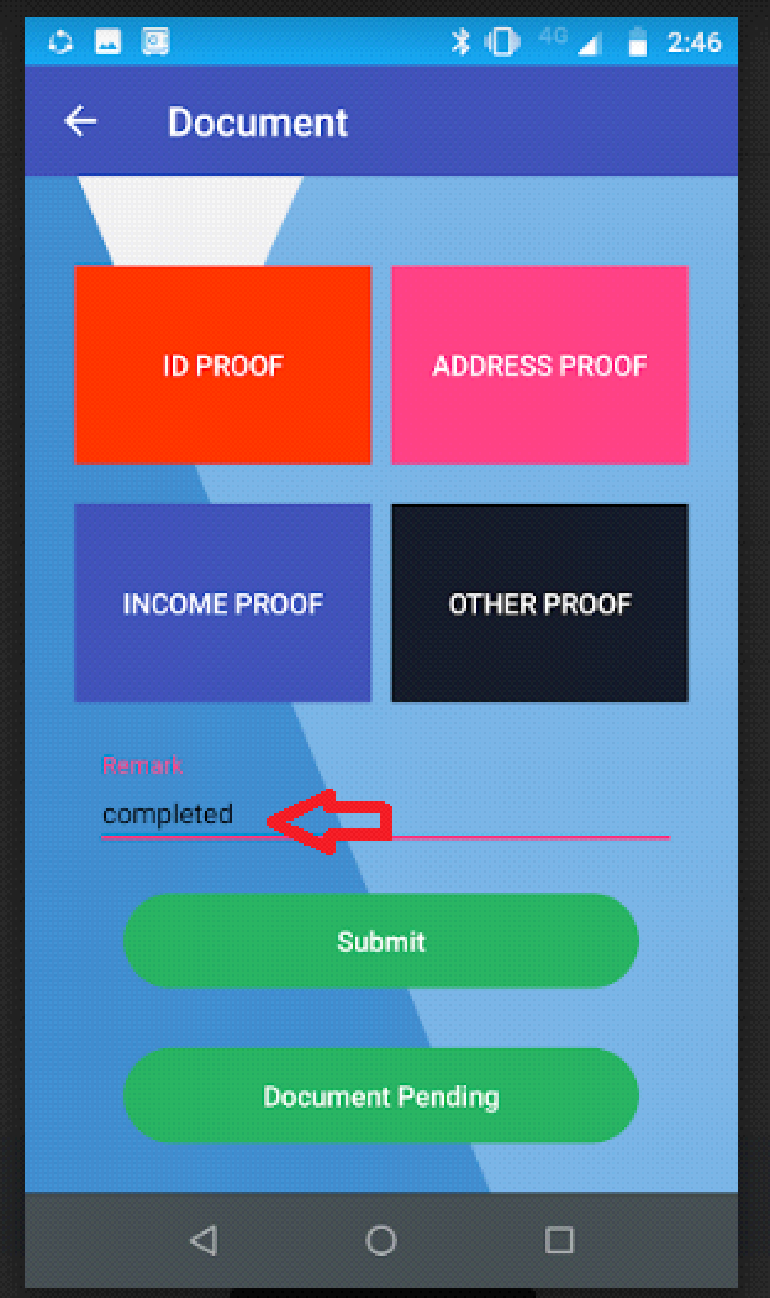 4G 2:46
Document
ID PROOF
ADDRESS PROOF
INCOME PROOF
OTHER PROOF
Remark
completed
Submit
Document Pending